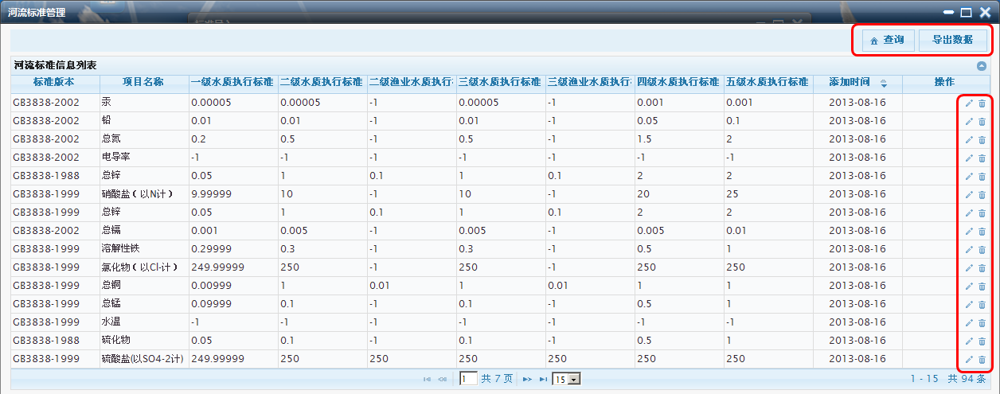 河流标准管理
查询 导出数据
河流标准信息列表
标准版本 项目名称 一级水质执行标准 二级水质执行标准 二级渔业水质执行 三级水质执行标准 三级渔业水质执行 四级水质执行标准 五级水质执行标准 添加时间 操作
GB3838-2002 汞 0.00005 0.00005 -1 0.00005 -1 0.001 0.001 2013-08-16
GB3838-2002 铅 0.01 0.01 -1 0.01 -1 0.05 0.1 2013-08-16
GB3838-2002 总氮 0.2 0.5 -1 0.5 -1 1.5 2 2013-08-16
GB3838-2002 电导率 -1 -1 -1 -1 -1 -1 -1 2013-08-16
GB3838-1988 总锌 0.05 1 0.1 1 0.1 2 2 2013-08-16
GB3838-1999 硝酸盐（以N计） 9.99999 10 -1 10 -1 20 25 2013-08-16
GB3838-1999 总锌 0.05 1 0.1 1 0.1 2 2 2013-08-16
GB3838-2002 总镉 0.001 0.005 -1 0.005 -1 0.005 0.01 2013-08-16
GB3838-1999 溶解性铁 0.29999 0.3 -1 0.3 -1 0.5 1 2013-08-16
GB3838-1999 氯化物（以Cl-计） 249.99999 250 -1 250 -1 250 250 2013-08-16
GB3838-1999 总铜 0.00999 1 0.01 1 0.01 1 1 2013-08-16
GB3838-1999 总锰 0.09999 0.1 -1 0.1 -1 0.5 1 2013-08-16
GB3838-1999 水温 -1 -1 -1 -1 -1 -1 -1 2013-08-16
GB3838-1988 硫化物 0.05 0.1 -1 0.1 -1 0.5 1 2013-08-16
GB3838-1999 硫酸盐(以SO4-2计) 249.99999 250 250 250 250 250 250 2013-08-16
1 共 7 页 15 1 - 15 共 94 条